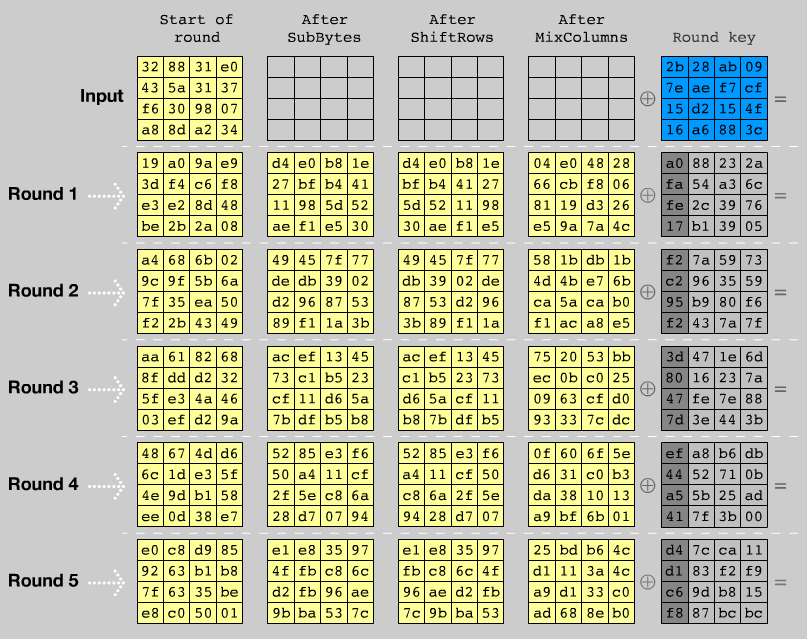 Start of round After SubBytes After ShiftRows After MixColumns Round key
32 88 31 e0 2b 28 ab 09
43 5a 31 37 7e ae f7 cf
Input ⊕ =
f6 30 98 07 15 d2 15 4f
a8 8d a2 34 16 a6 88 3c
19 a0 9a e9 d4 e0 b8 1e d4 e0 b8 1e 04 e0 48 28 a0 88 23 2a
3d f4 c6 f8 27 bf b4 41 bf b4 41 27 66 cb f8 06 fa 54 a3 6c
Round 1 ⊕ =
e3 e2 8d 48 11 98 5d 52 5d 52 11 98 81 19 d3 26 fe 2c 39 76
be 2b 2a 08 ae f1 e5 30 30 ae f1 e5 e5 9a 7a 4c 17 b1 39 05
a4 68 6b 02 49 45 7f 77 49 45 7f 77 58 1b db 1b f2 7a 59 73
9c 9f 5b 6a de db 39 02 db 39 02 de 4d 4b e7 6b c2 96 35 59
Round 2 ⊕ =
7f 35 ea 50 d2 96 87 53 87 53 d2 96 ca 5a ca b0 95 b9 80 f6
f2 2b 43 49 89 f1 1a 3b 3b 89 f1 1a f1 ac a8 e5 f2 43 7a 7f
aa 61 82 68 ac ef 13 45 ac ef 13 45 75 20 53 bb 3d 47 1e 6d
8f dd d2 32 73 c1 b5 23 c1 b5 23 73 ec 0b c0 25 80 16 23 7a
Round 3 ⊕ =
5f e3 4a 46 cf 11 d6 5a d6 5a cf 11 09 63 cf d0 47 fe 7e 88
03 ef d2 9a 7b df b5 b8 b8 7b df b5 93 33 7c dc 7d 3e 44 3b
48 67 4d d6 52 85 e3 f6 52 85 e3 f6 0f 60 6f 5e ef a8 b6 db
6c 1d e3 5f 50 a4 11 cf a4 11 cf 50 d6 31 c0 b3 44 52 71 0b
Round 4 ⊕ =
4e 9d b1 58 2f 5e c8 6a c8 6a 2f 5e da 38 10 13 a5 5b 25 ad
ee 0d 38 e7 28 d7 07 94 94 28 d7 07 a9 bf 6b 01 41 7f 3b 00
e0 c8 d9 85 e1 e8 35 97 e1 e8 35 97 25 bd b6 4c d4 7c ca 11
92 63 b1 b8 4f fb c8 6c fb c8 6c 4f d1 11 3a 4c d1 83 f2 f9
Round 5 ⊕ =
7f 63 35 be d2 fb 96 ae 96 ae d2 fb a9 d1 33 c0 c6 9d b8 15
e8 c0 50 01 9b ba 53 7c 7c 9b ba 53 ad 68 8e b0 f8 87 bc bc